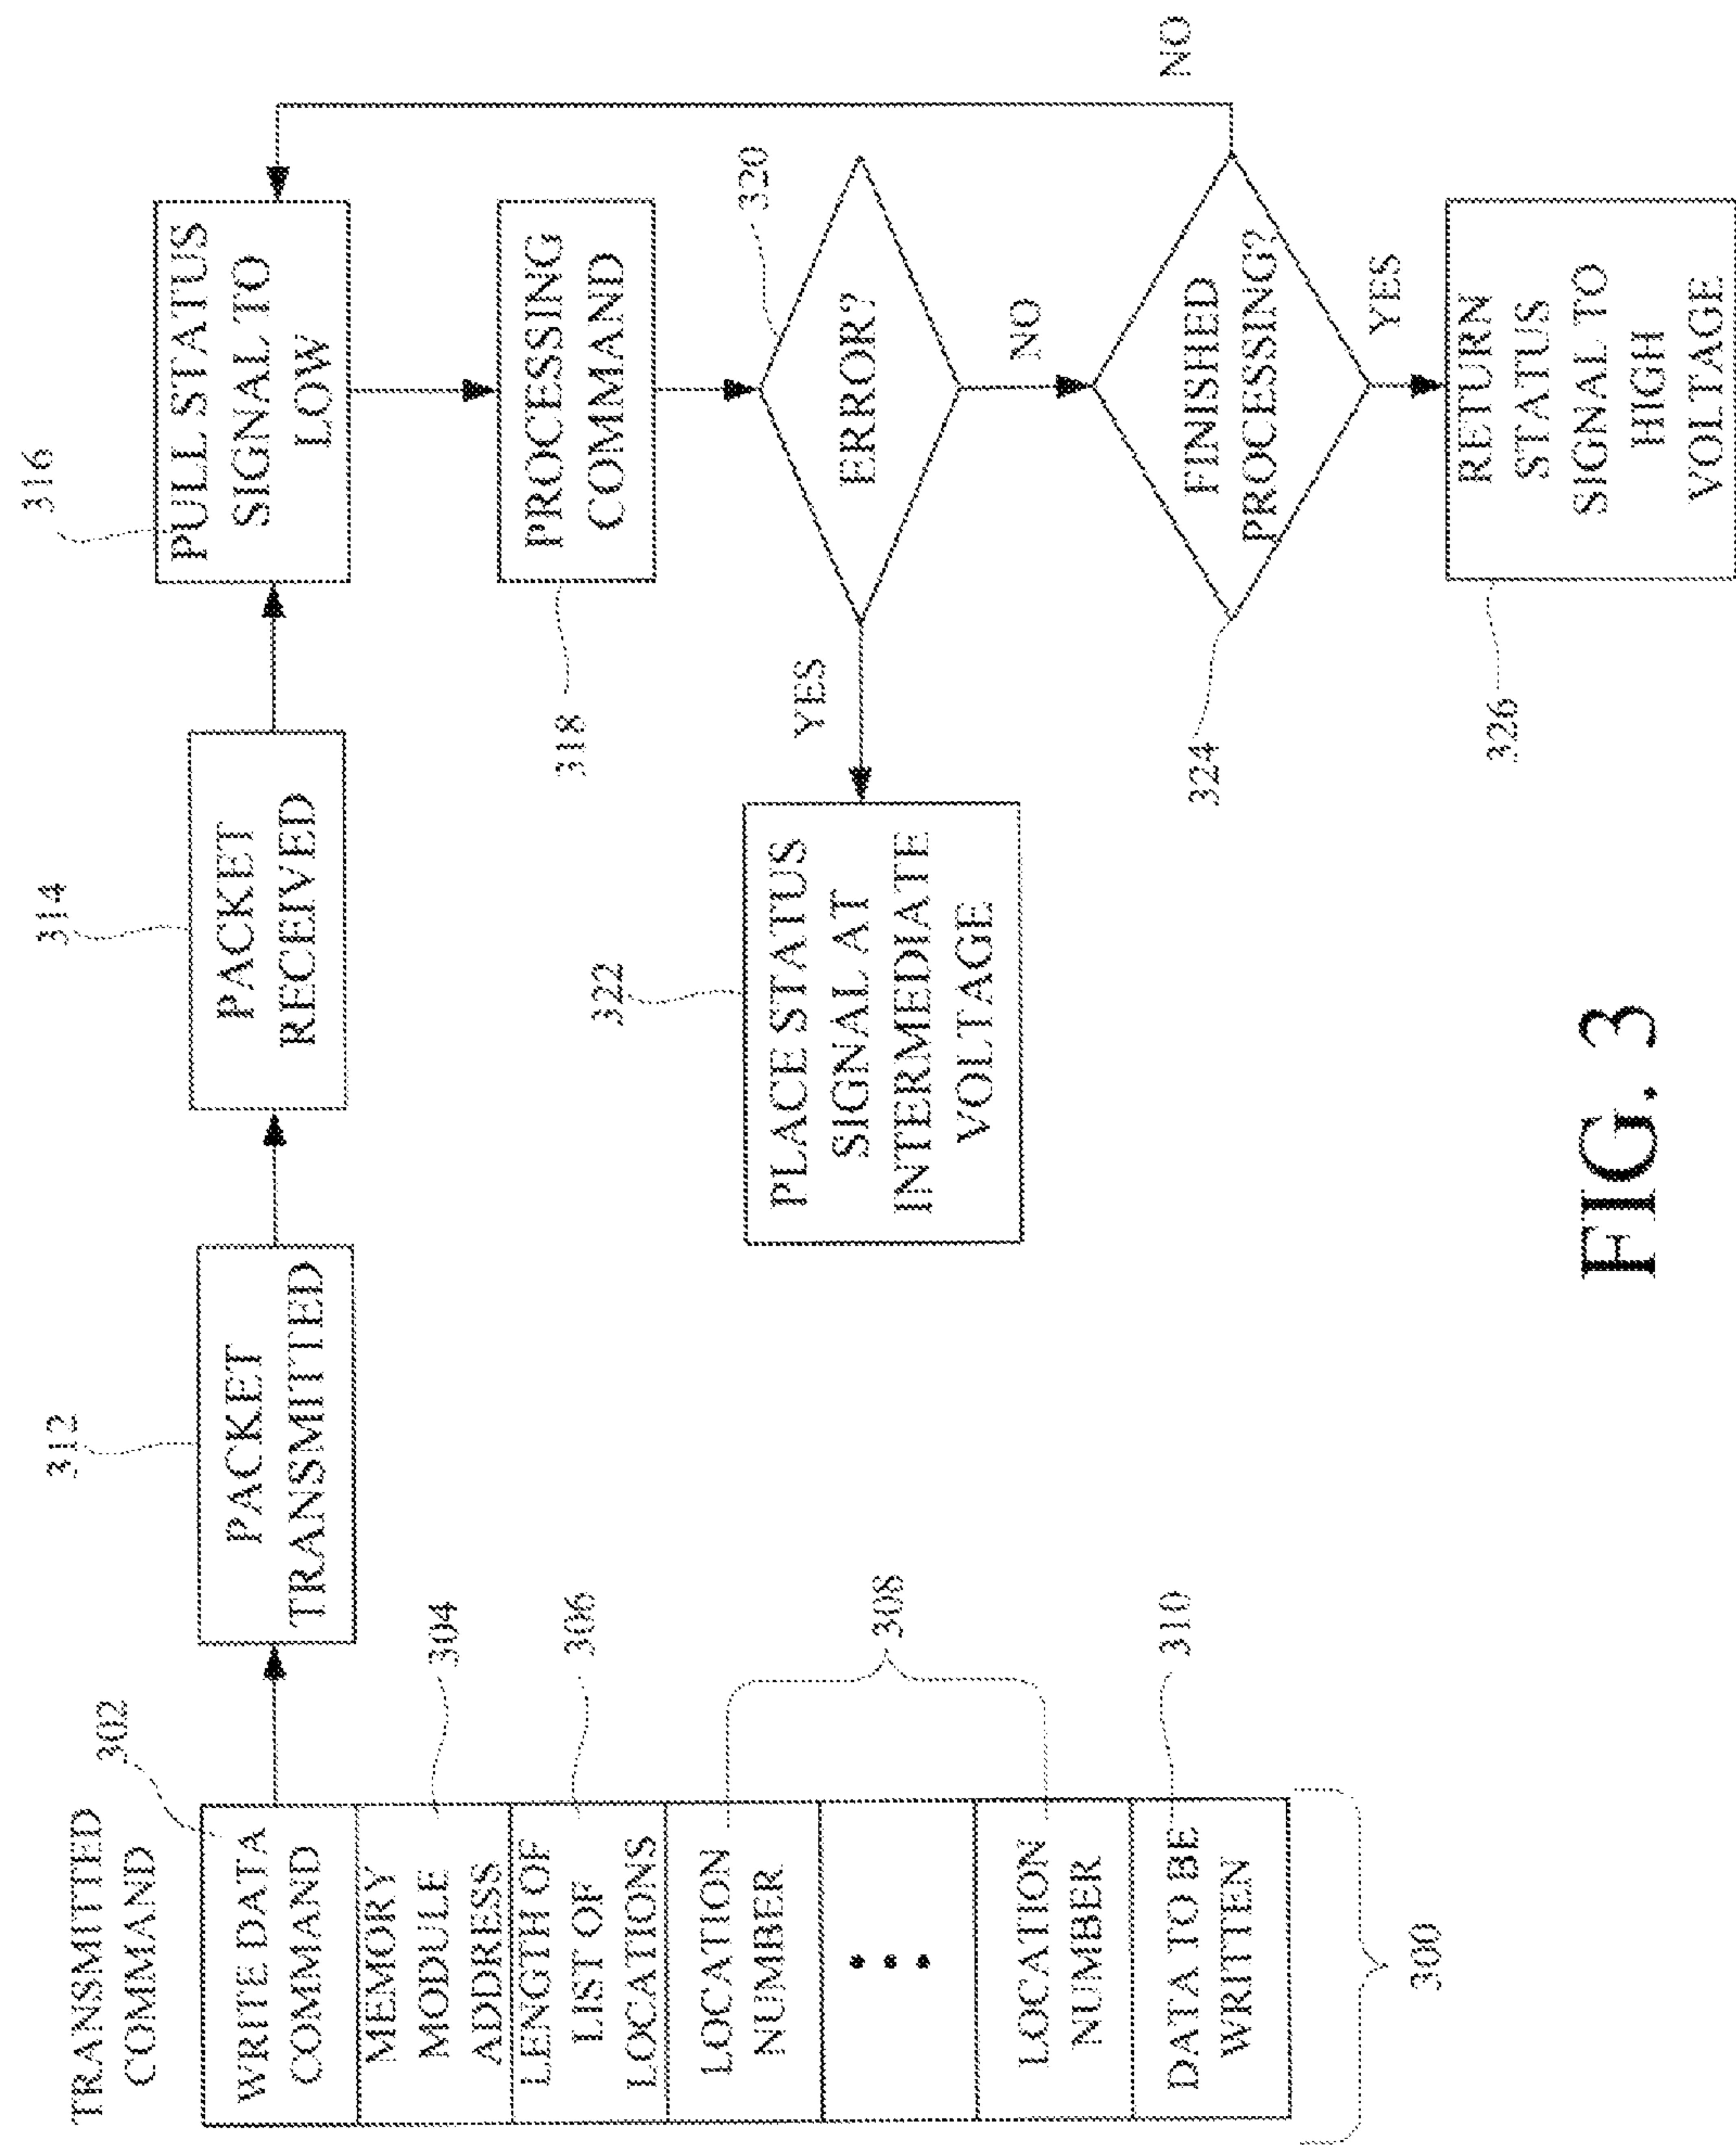 TRANSMITTED
COMMAND
302
WRITE DATA
COMMAND
MEMORY
MODULE
ADDRESS
304
LENGTH OF
LIST OF
LOCATIONS
306
LOCATION
NUMBER
308
•••
LOCATION
NUMBER
DATA TO BE
WRITTEN
310
300
312
PACKET
TRANSMITTED
314
PACKET
RECEIVED
316
PULL STATUS
SIGNAL TO
LOW
318
PROCESSING
COMMAND
320
ERROR?
YES
322
PLACE STATUS
SIGNAL AT
INTERMEDIATE
VOLTAGE
NO
324
FINISHED
PROCESSING?
NO
YES
326
RETURN
STATUS
SIGNAL TO
HIGH
VOLTAGE
FIG. 3